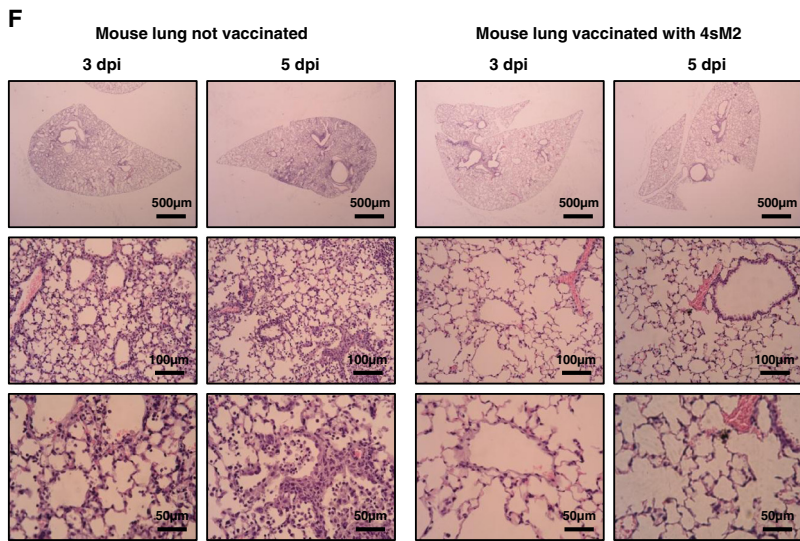 F
Mouse lung not vaccinated
Mouse lung vaccinated with 4sM2
3 dpi
5 dpi
3 dpi
5 dpi
500µm
500µm
500µm
500µm
100µm
100µm
100µm
100µm
50µm
50µm
50µm
50µm